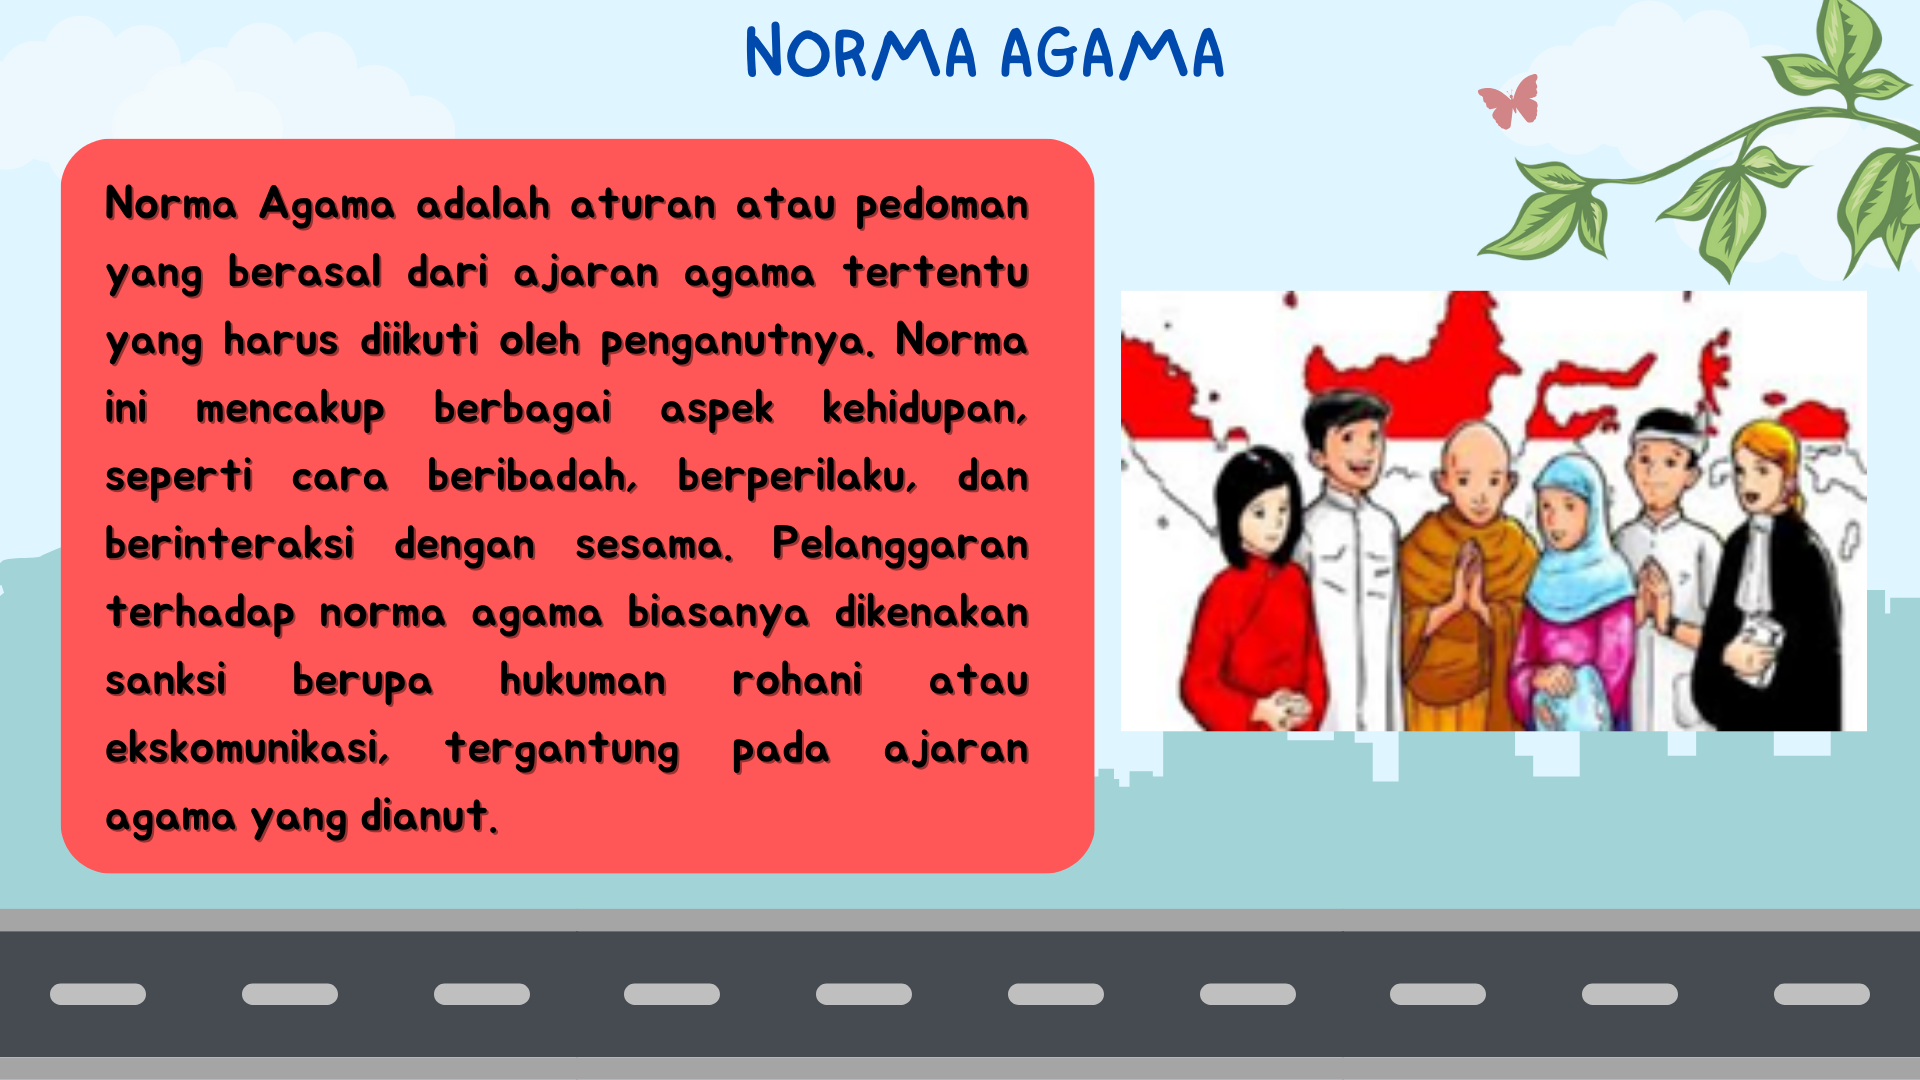 NORMA AGAMA
Norma Agama adalah aturan atau pedoman
yang berasal dari ajaran agama tertentu
yang harus diikuti oleh penganutnya. Norma
ini mencakup berbagai aspek kehidupan,
seperti cara beribadah, berperilaku, dan
berinteraksi dengan sesama. Pelanggaran
terhadap norma agama biasanya dikenakan
sanksi berupa hukuman rohani atau
ekskomunikasi, tergantung pada ajaran
agama yang dianut.